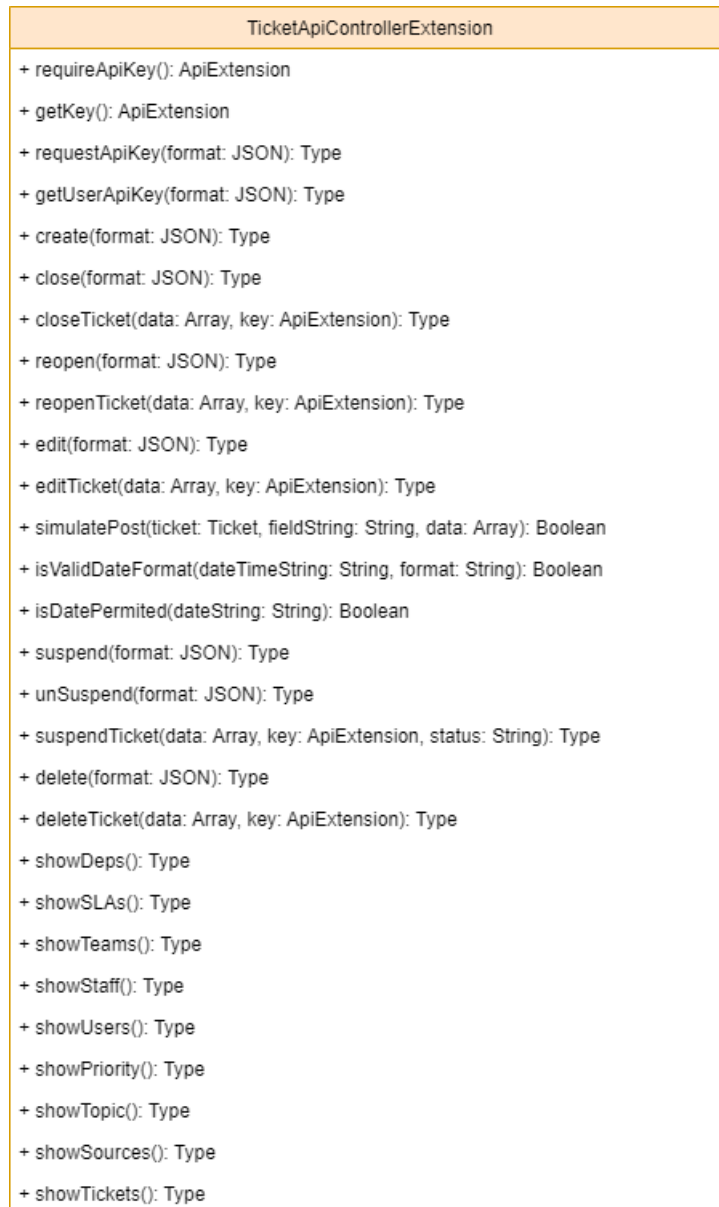 TicketApiControllerExtension
+ requireApiKey(): ApiExtension
+ getKey(): ApiExtension
+ requestApiKey(format: JSON): Type
+ getUserApiKey(format: JSON): Type
+ create(format: JSON): Type
+ close(format: JSON): Type
+ closeTicket(data: Array, key: ApiExtension): Type
+ reopen(format: JSON): Type
+ reopenTicket(data: Array, key: ApiExtension): Type
+ edit(format: JSON): Type
+ editTicket(data: Array, key: ApiExtension): Type
+ simulatePost(ticket: Ticket, fieldString: String, data: Array): Boolean
+ isValidDateFormat(dateTimeString: String, format: String): Boolean
+ isDatePermited(dateString: String): Boolean
+ suspend(format: JSON): Type
+ unSuspend(format: JSON): Type
+ suspendTicket(data: Array, key: ApiExtension, status: String): Type
+ delete(format: JSON): Type
+ deleteTicket(data: Array, key: ApiExtension): Type
+ showDeps(): Type
+ showSLAs(): Type
+ showTeams(): Type
+ showStaff(): Type
+ showUsers(): Type
+ showPriority(): Type
+ showTopic(): Type
+ showSources(): Type
+ showTickets(): Type